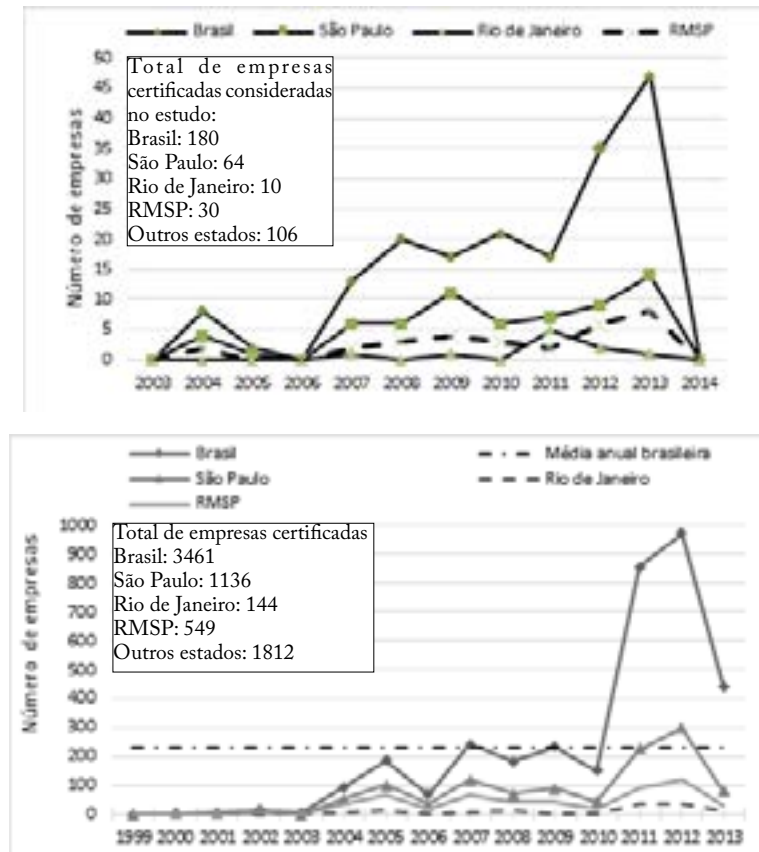 Brasil São Paulo Rio de Janeiro RMSP
50
45
40
35
30
25
20
15
10
5
0
Número de empresas
Total de empresas
certificadas consideradas
no estudo:
Brasil: 180
São Paulo: 64
Rio de Janeiro: 10
RMSP: 30
Outros estados: 106
2003 2004 2005 2006 2007 2008 2009 2010 2011 2012 2013 2014
Brasil Média anual brasileira
São Paulo Rio de Janeiro
RMSP
1000
900
800
700
600
500
400
300
200
100
0
Número de empresas
Total de empresas certificadas
Brasil: 3461
São Paulo: 1136
Rio de Janeiro: 144
RMSP: 549
Outros estados: 1812
1999 2000 2001 2002 2003 2004 2005 2006 2007 2008 2009 2010 2011 2012 2013